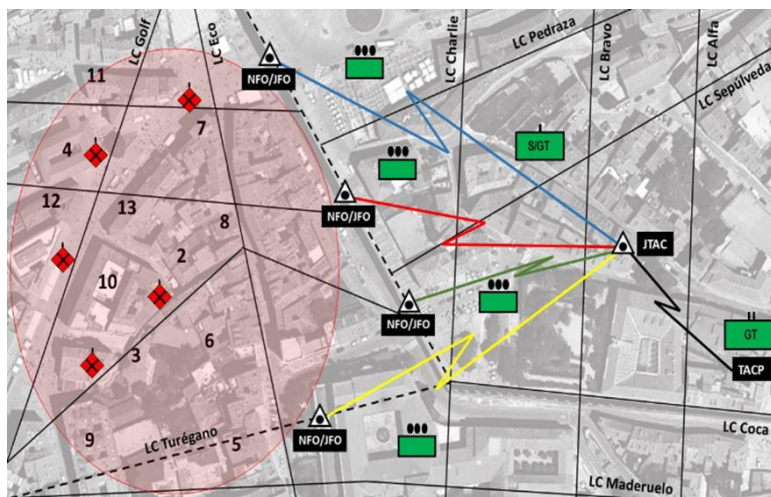 LC Golf
LC Eco
LC Charlie
LC Pedraza
LC Bravo
LC Alfa
LC Sepúlveda
11
NFO/JFO
7
4
S/GT
12
13
NFO/JFO
8
JTAC
2
10
NFO/JFO
GT
3
6
TACP
NFO/JFO
LC Turégano
9
5
LC Coca
LC Maderuelo